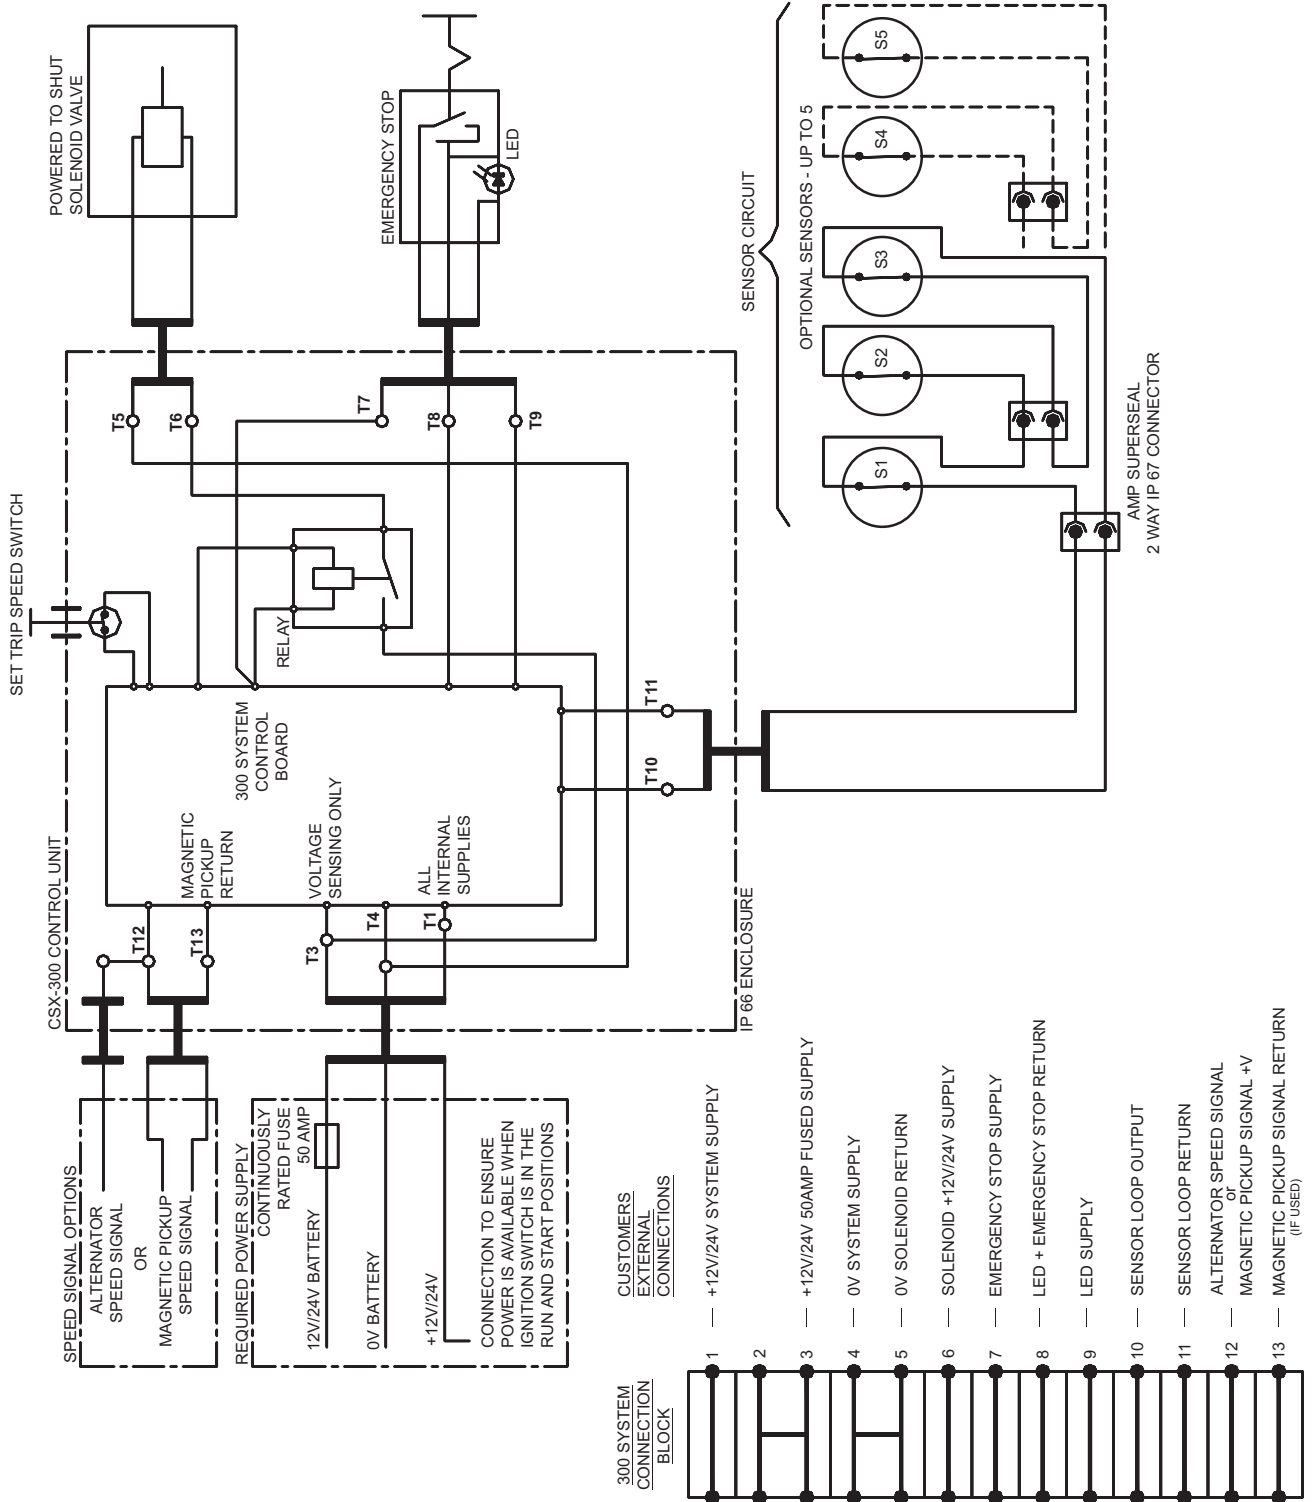 SPEED SIGNAL OPTIONS
ALTERNATOR
SPEED SIGNAL
OR
MAGNETIC PICKUP
SPEED SIGNAL
REQUIRED POWER SUPPLY
CONTINUOUSLY
RATED FUSE
50 AMP
12V/24V BATTERY
0V BATTERY
+12V/24V
CONNECTION TO ENSURE
POWER IS AVAILABLE WHEN
IGNITION SWITCH IS IN THE
RUN AND START POSITIONS
CSX-300 CONTROL UNIT
T12
T13
T3
T4
T1
MAGNETIC
PICKUP
RETURN
VOLTAGE
SENSING ONLY
ALL
INTERNAL
SUPPLIES
300 SYSTEM
CONTROL
BOARD
IP 66 ENCLOSURE
SET TRIP SPEED SWITCH
RELAY
T10
T11
T5
T6
T7
T8
T9
POWERED TO SHUT
SOLENOID VALVE
EMERGENCY STOP
LED
SENSOR CIRCUIT
OPTIONAL SENSORS - UP TO 5
S1
S2
S3
S4
S5
AMP SUPERSEAL
2 WAY IP 67 CONNECTOR
300 SYSTEM
CONNECTION
BLOCK
CUSTOMERS
EXTERNAL
CONNECTIONS
1 — +12V/24V SYSTEM SUPPLY
2
3 — +12V/24V 50AMP FUSED SUPPLY
4 — 0V SYSTEM SUPPLY
5 — 0V SOLENOID RETURN
6 — SOLENOID +12V/24V SUPPLY
7 — EMERGENCY STOP SUPPLY
8 — LED + EMERGENCY STOP RETURN
9 — LED SUPPLY
10 — SENSOR LOOP OUTPUT
11 — SENSOR LOOP RETURN
ALTERNATOR SPEED SIGNAL
12 — or
MAGNETIC PICKUP SIGNAL +V
13 — MAGNETIC PICKUP SIGNAL RETURN
(IF USED)